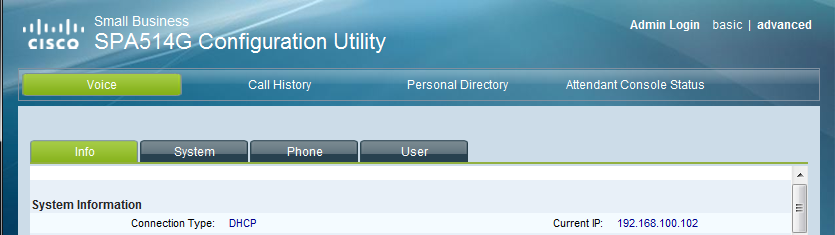 Small Business
CISCO SPA514G Configuration Utility
Admin Login basic | advanced
Voice Call History Personal Directory Attendant Console Status
Info System Phone User
System Information
Connection Type: DHCP Current IP: 192.168.100.102